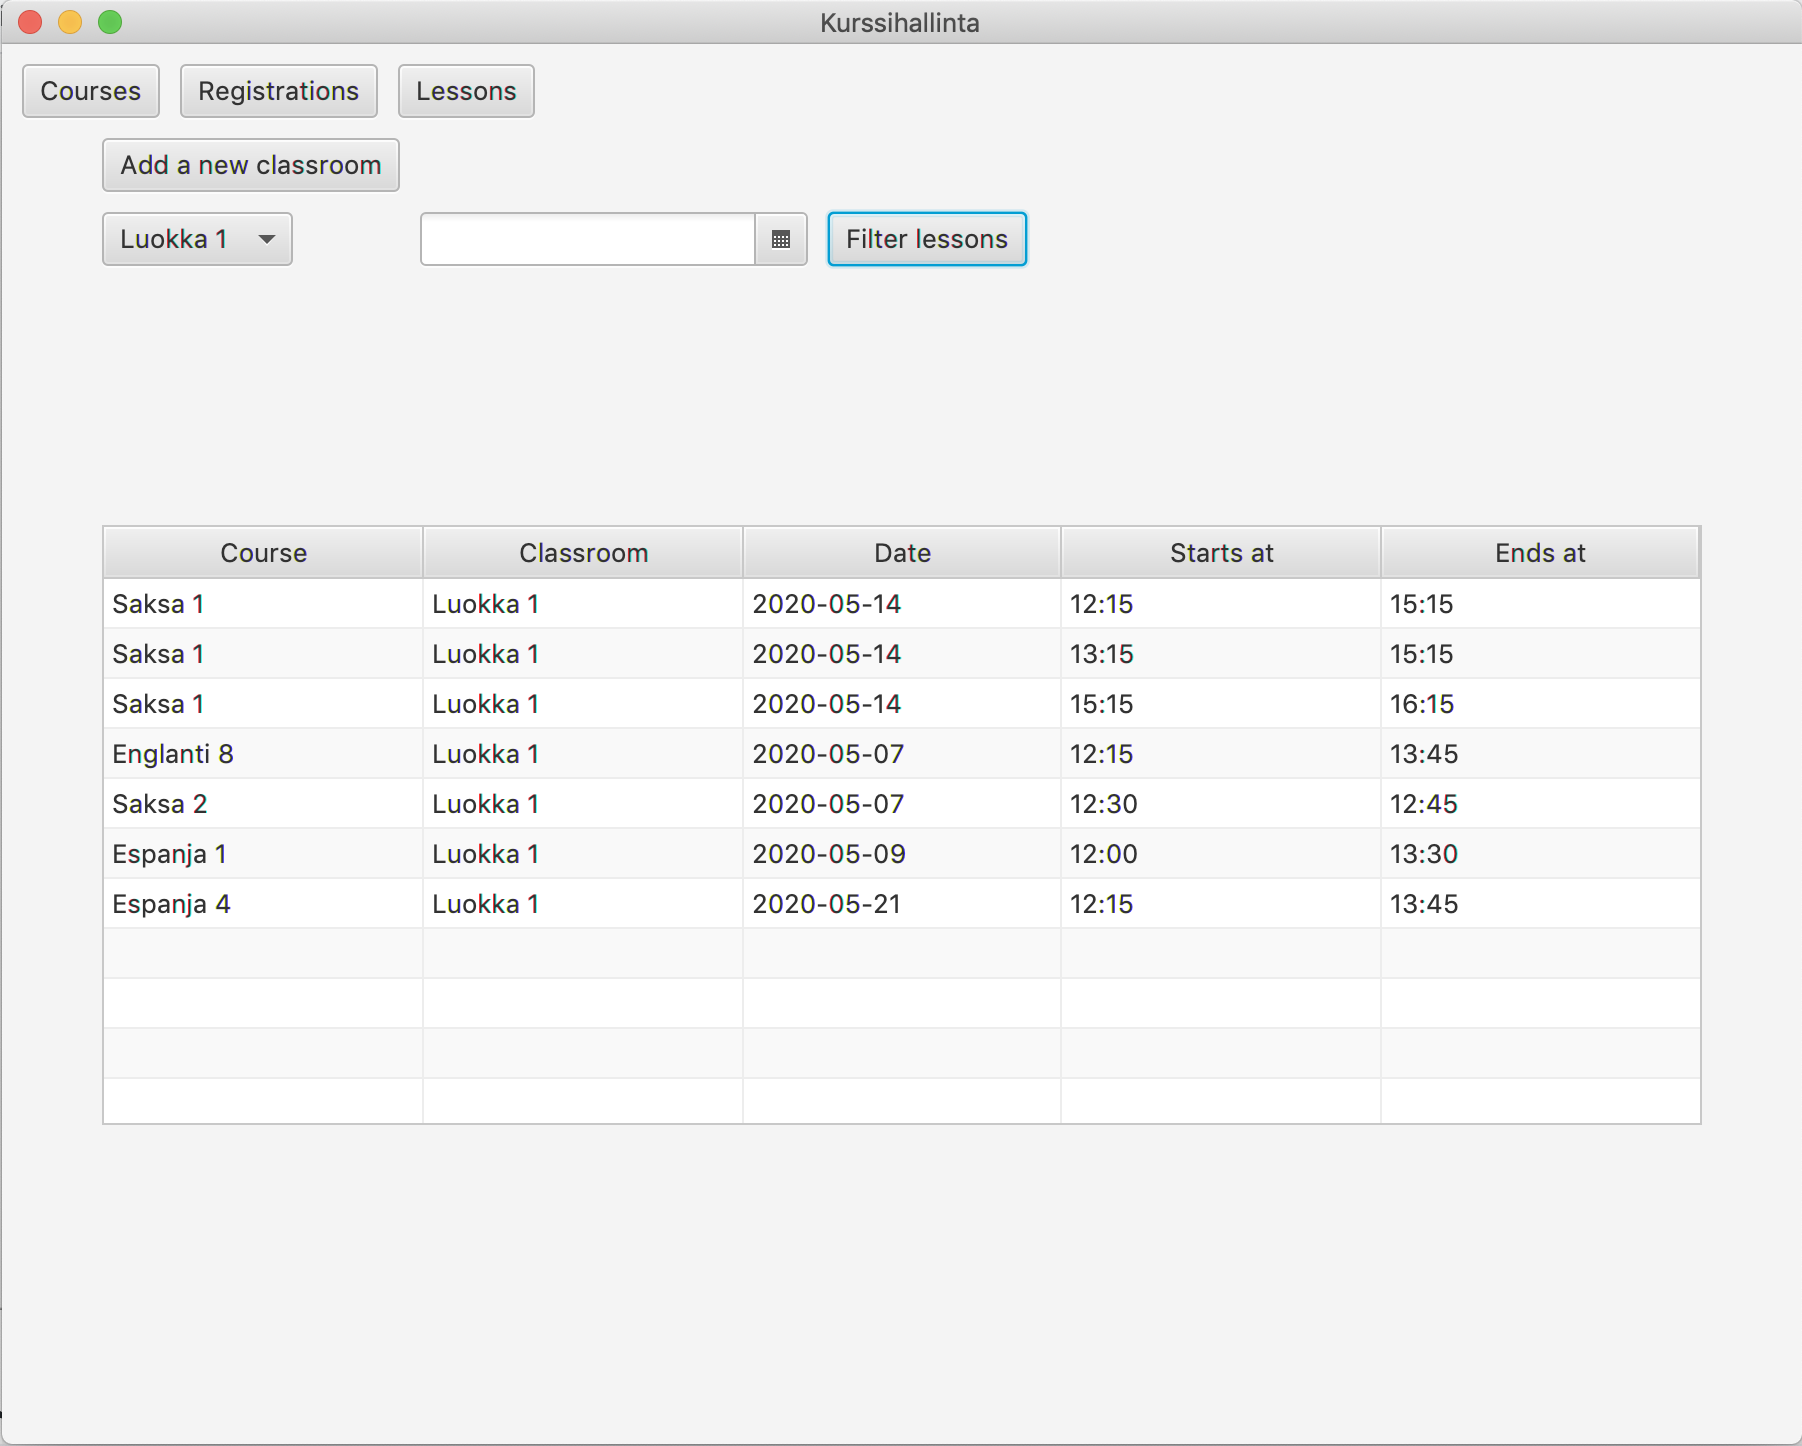 Kurssihallinta
Courses Registrations Lessons
Add a new classroom
Luokka 1 Filter lessons
Course Classroom Date Starts at Ends at
Saksa 1 Luokka 1 2020-05-14 12:15 15:15
Saksa 1 Luokka 1 2020-05-14 13:15 15:15
Saksa 1 Luokka 1 2020-05-14 15:15 16:15
Englanti 8 Luokka 1 2020-05-07 12:15 13:45
Saksa 2 Luokka 1 2020-05-07 12:30 12:45
Espanja 1 Luokka 1 2020-05-09 12:00 13:30
Espanja 4 Luokka 1 2020-05-21 12:15 13:45